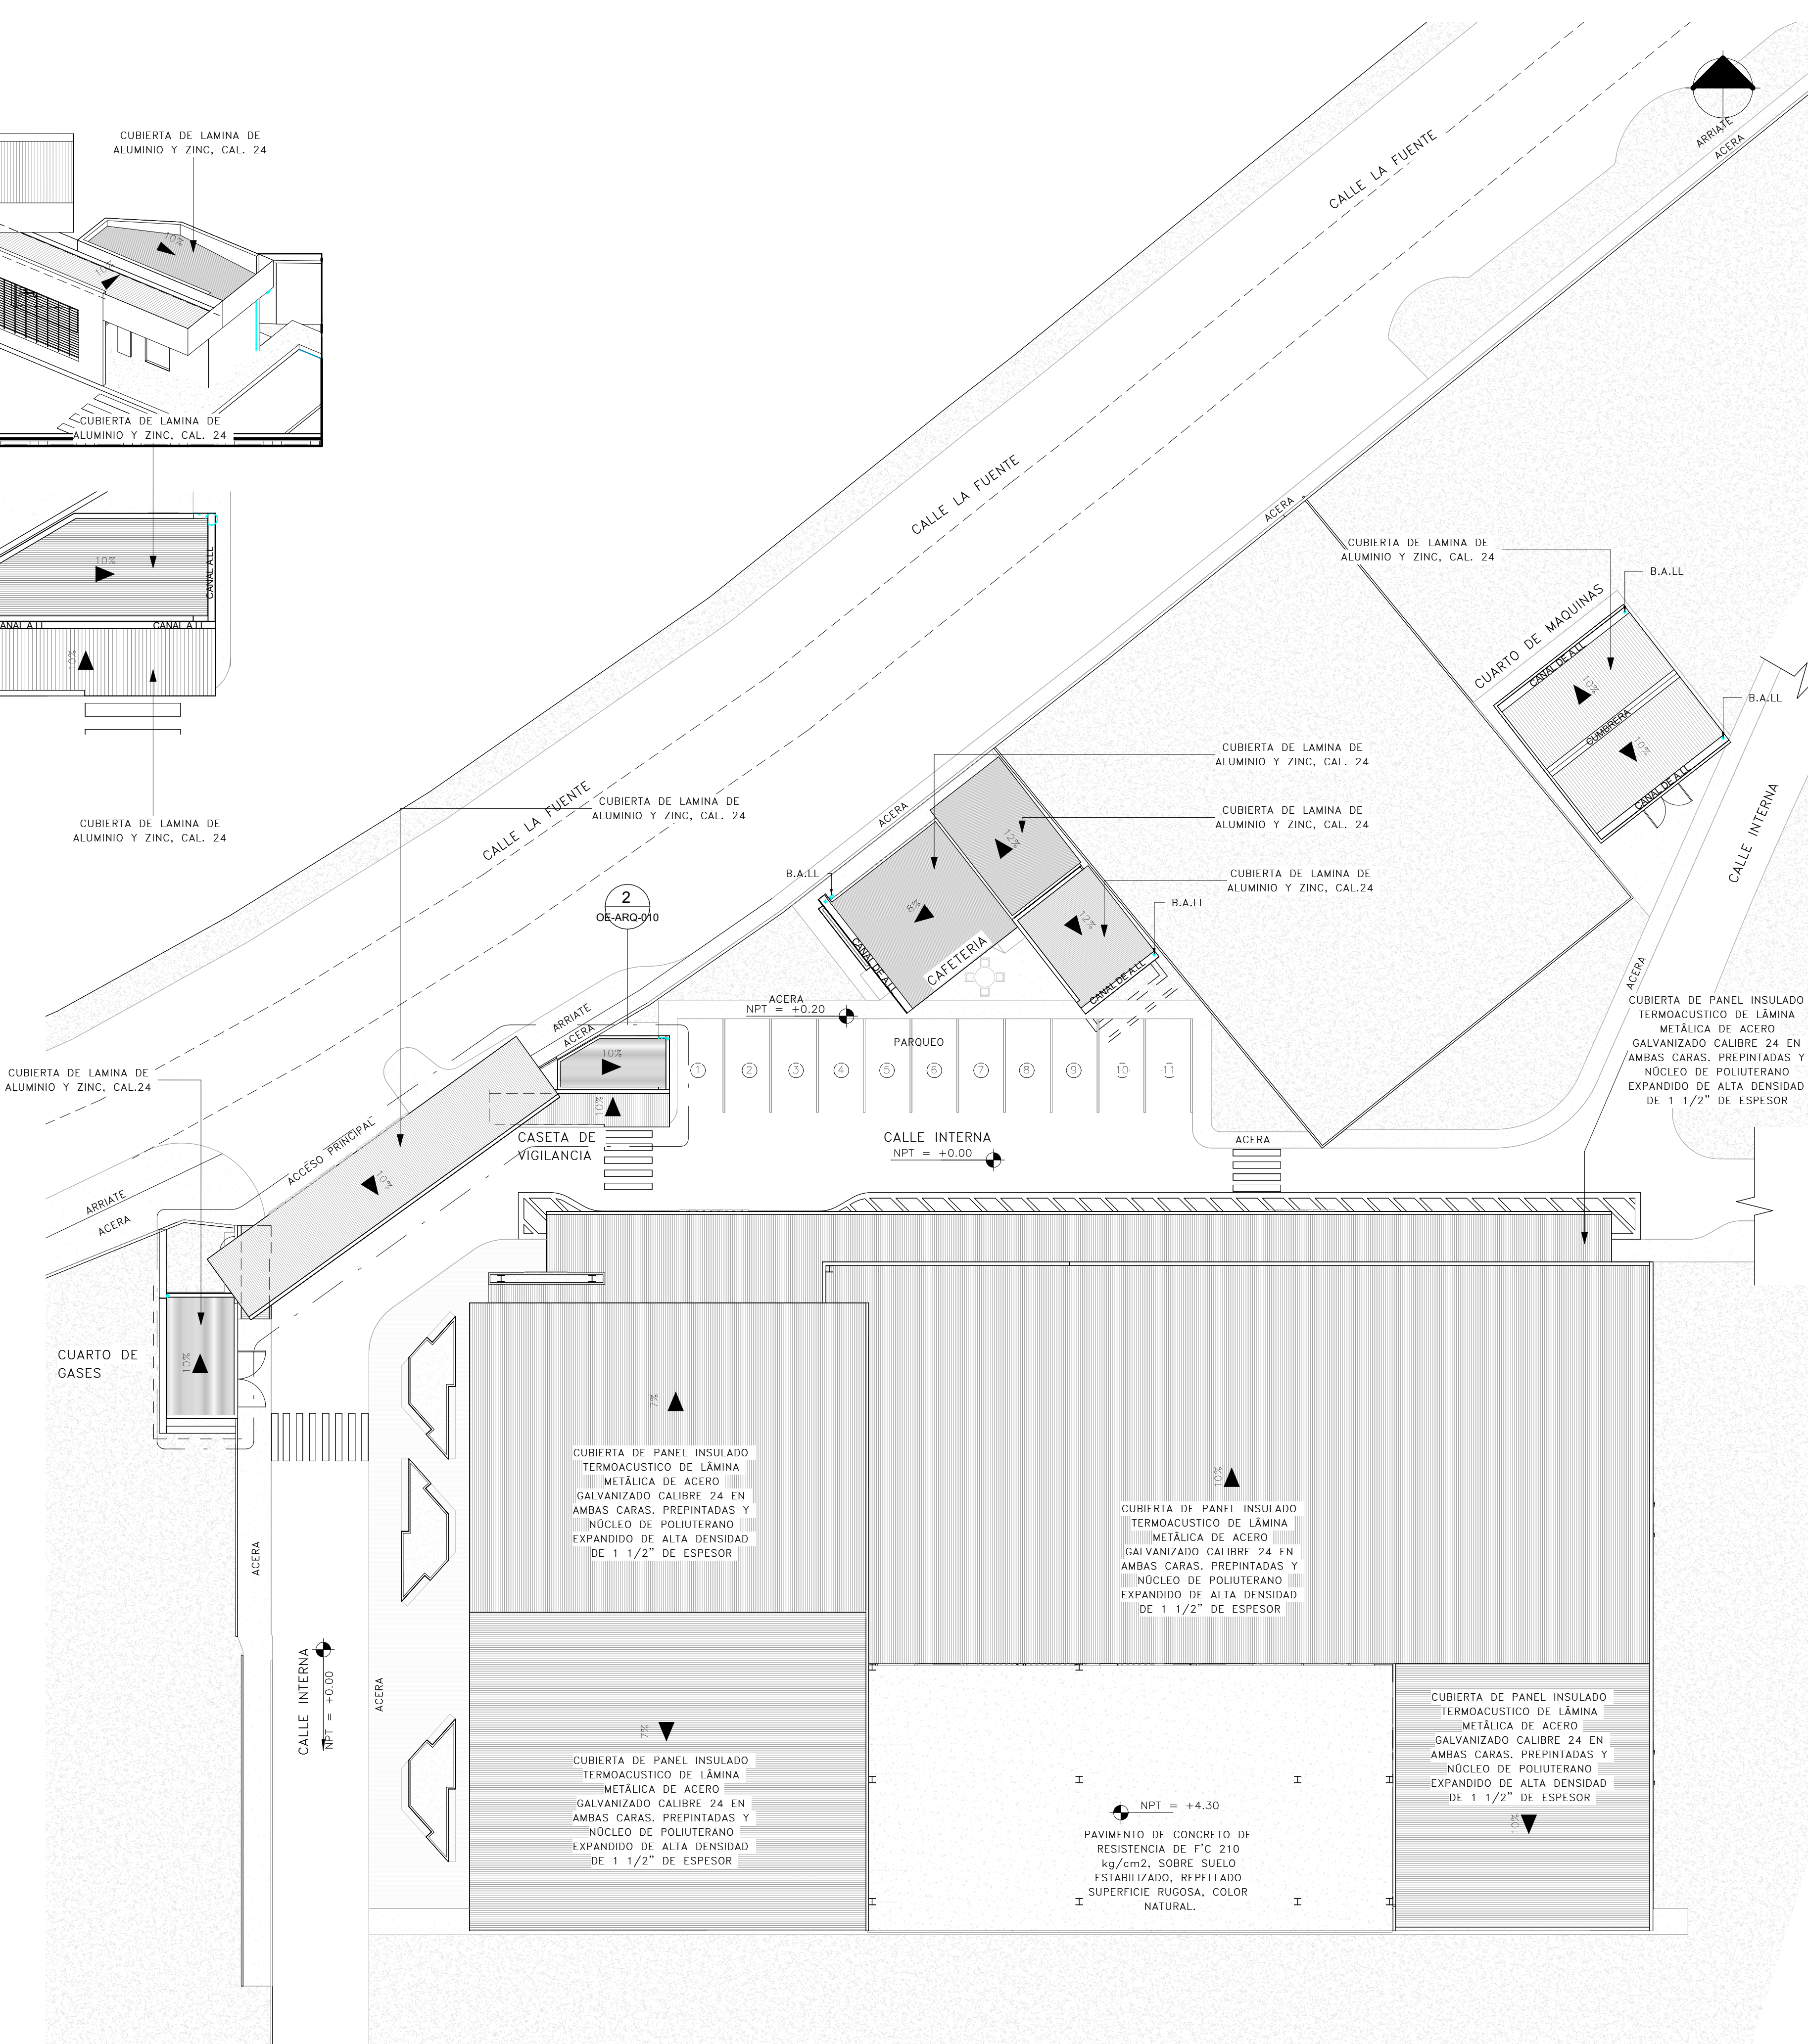 CUBIERTA DE LAMINA DE
ALUMINIO Y ZINC, CAL. 24
10%
10%
CUBIERTA DE LAMINA DE
ALUMINIO Y ZINC, CAL. 24
10%
CANAL A.LL
ANAL A.LL
CANAL A.LL
10%
CUBIERTA DE LAMINA DE
ALUMINIO Y ZINC, CAL. 24
ARRIATE
ACERA
CALLE LA FUENTE
CALLE LA FUENTE
CALLE LA FUENTE
ACERA
CUBIERTA DE LAMINA DE
ALUMINIO Y ZINC, CAL. 24
B.A.LL
CUARTO DE MAQUINAS
CANAL DE A.LL
10%
CUMBRERA
10%
CANAL DE A.LL
B.A.LL
CALLE INTERNA
CUBIERTA DE LAMINA DE
ALUMINIO Y ZINC, CAL. 24
CUBIERTA DE LAMINA DE
ALUMINIO Y ZINC, CAL. 24
CUBIERTA DE LAMINA DE
ALUMINIO Y ZINC, CAL. 24
CUBIERTA DE LAMINA DE
ALUMINIO Y ZINC, CAL.24
ACERA
12%
B.A.LL
8%
12%
B.A.LL
CANAL DE A.LL
CAFETERIA
CANAL DE A.LL
2
OE-ARQ-010
ACERA
NPT = +0.20
PARQUEO
1
2
3
4
5
6
7
8
9
10
11
ACERA
CUBIERTA DE PANEL INSULADO
TERMOACUSTICO DE LÂMINA
METÂLICA DE ACERO
GALVANIZADO CALIBRE 24 EN
AMBAS CARAS. PREPINTADAS Y
NÚCLEO DE POLIUTERANO
EXPANDIDO DE ALTA DENSIDAD
DE 1 1/2" DE ESPESOR
ARRIATE
ACERA
10%
10%
CASETA DE
VIGILANCIA
CALLE INTERNA
NPT = +0.00
ACERA
CUBIERTA DE LAMINA DE
ALUMINIO Y ZINC, CAL.24
ACCESO PRINCIPAL
10%
ARRIATE
ACERA
CUARTO DE
GASES
10%
7%
CUBIERTA DE PANEL INSULADO
TERMOACUSTICO DE LÂMINA
METÂLICA DE ACERO
GALVANIZADO CALIBRE 24 EN
AMBAS CARAS. PREPINTADAS Y
NÚCLEO DE POLIUTERANO
EXPANDIDO DE ALTA DENSIDAD
DE 1 1/2" DE ESPESOR
10%
CUBIERTA DE PANEL INSULADO
TERMOACUSTICO DE LÂMINA
METÂLICA DE ACERO
GALVANIZADO CALIBRE 24 EN
AMBAS CARAS. PREPINTADAS Y
NÚCLEO DE POLIUTERANO
EXPANDIDO DE ALTA DENSIDAD
DE 1 1/2" DE ESPESOR
ACERA
CALLE INTERNA
NPT = +0.00
ACERA
7%
CUBIERTA DE PANEL INSULADO
TERMOACUSTICO DE LÂMINA
METÂLICA DE ACERO
GALVANIZADO CALIBRE 24 EN
AMBAS CARAS. PREPINTADAS Y
NÚCLEO DE POLIUTERANO
EXPANDIDO DE ALTA DENSIDAD
DE 1 1/2" DE ESPESOR
CUBIERTA DE PANEL INSULADO
TERMOACUSTICO DE LÂMINA
METÂLICA DE ACERO
GALVANIZADO CALIBRE 24 EN
AMBAS CARAS. PREPINTADAS Y
NÚCLEO DE POLIUTERANO
EXPANDIDO DE ALTA DENSIDAD
DE 1 1/2" DE ESPESOR
10%
NPT = +4.30
PAVIMENTO DE CONCRETO DE
RESISTENCIA DE F'C 210
kg/cm2, SOBRE SUELO
ESTABILIZADO, REPELLADO
SUPERFICIE RUGOSA, COLOR
NATURAL.